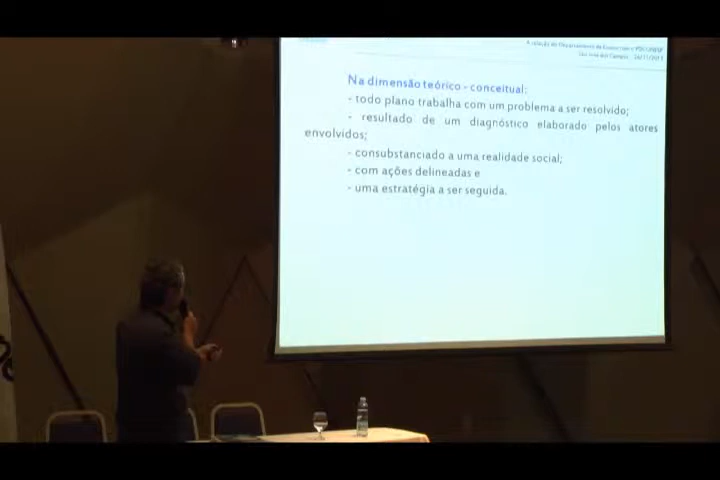 Na dimensão teórico - conceitual:
- todo plano trabalha com um problema a ser resolvido;
- resultado de um diagnóstico elaborado pelos atores
envolvidos;
- consubstanciado a uma realidade social;
- com ações delineadas e
- uma estratégia a ser seguida.